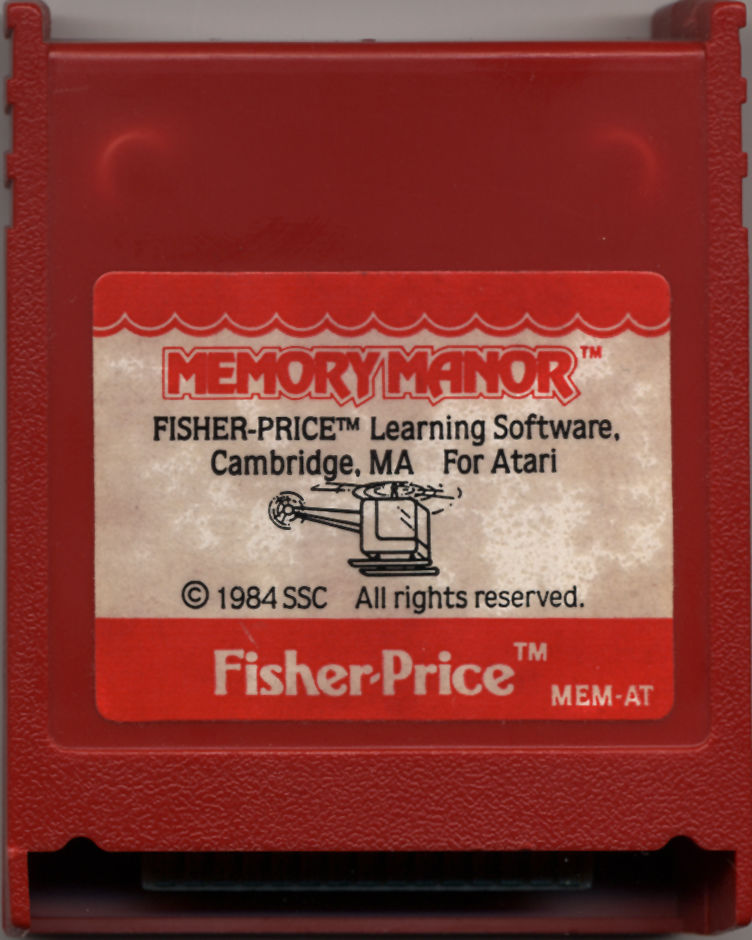 MEMORY MANOR™
FISHER-PRICE™ Learning Software,
Cambridge, MA For Atari
© 1984 SSC All rights reserved.
Fisher-Price™
MEM-AT